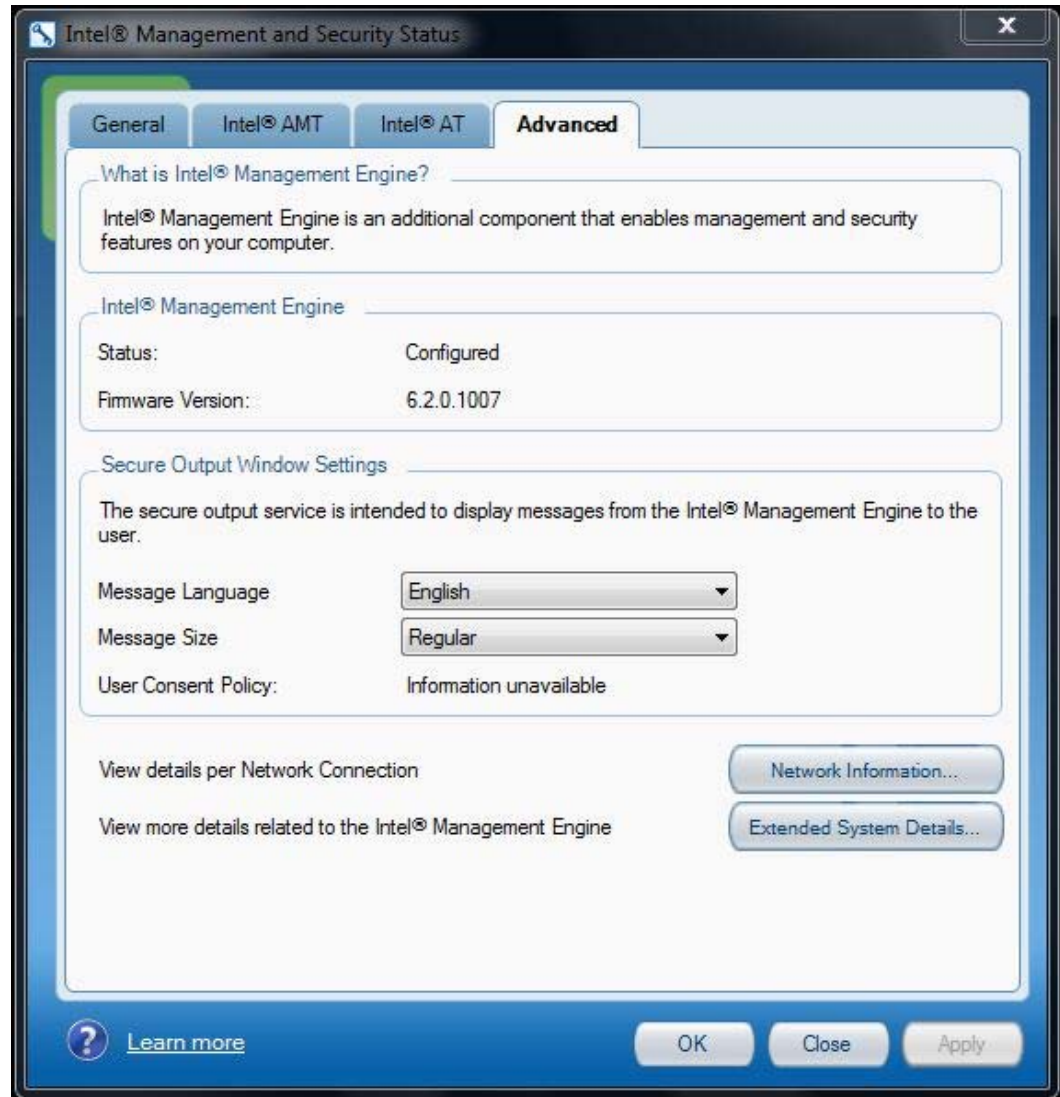 Intel® Management and Security Status
X
General
Intel® AMT
Intel® AT
Advanced
What is Intel® Management Engine?
Intel® Management Engine is an additional component that enables management and security
features on your computer.
Intel® Management Engine
Status: Configured
Firmware Version: 6.2.0.1007
Secure Output Window Settings
The secure output service is intended to display messages from the Intel® Management Engine to the
user.
Message Language English
Message Size Regular
User Consent Policy: Information unavailable
View details per Network Connection Network Information...
View more details related to the Intel® Management Engine Extended System Details...
? Learn more
OK
Close
Apply